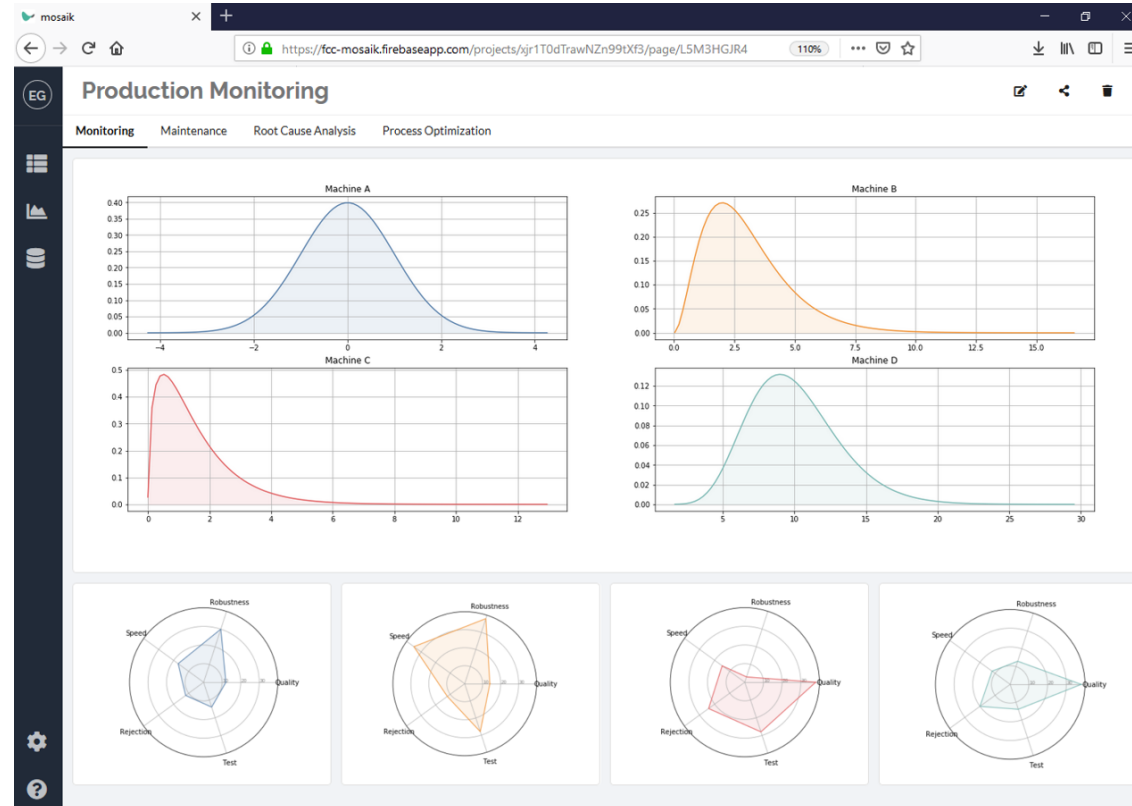 mosaik
https://fcc-mosaik.firebaseapp.com/projects/xjr1T0dTrawNZn99tXf3/page/L5M3HGJR4
110%
EG
Production Monitoring
Monitoring Maintenance Root Cause Analysis Process Optimization
Machine A
0.40
0.35
0.30
0.25
0.20
0.15
0.10
0.05
0.00
−4 −2 0 2 4
Machine B
0.25
0.20
0.15
0.10
0.05
0.00
0.0 2.5 5.0 7.5 10.0 12.5 15.0
Machine C
0.5
0.4
0.3
0.2
0.1
0.0
0 2 4 6 8 10 12
Machine D
0.12
0.10
0.08
0.06
0.04
0.02
0.00
5 10 15 20 25 30
Robustness
Speed
Quality
Rejection
Test
Robustness
Speed
10 20 30
Quality
Rejection
Test
Robustness
Speed
Quality
Rejection
Test
Robustness
Speed
Quality
Rejection
Test